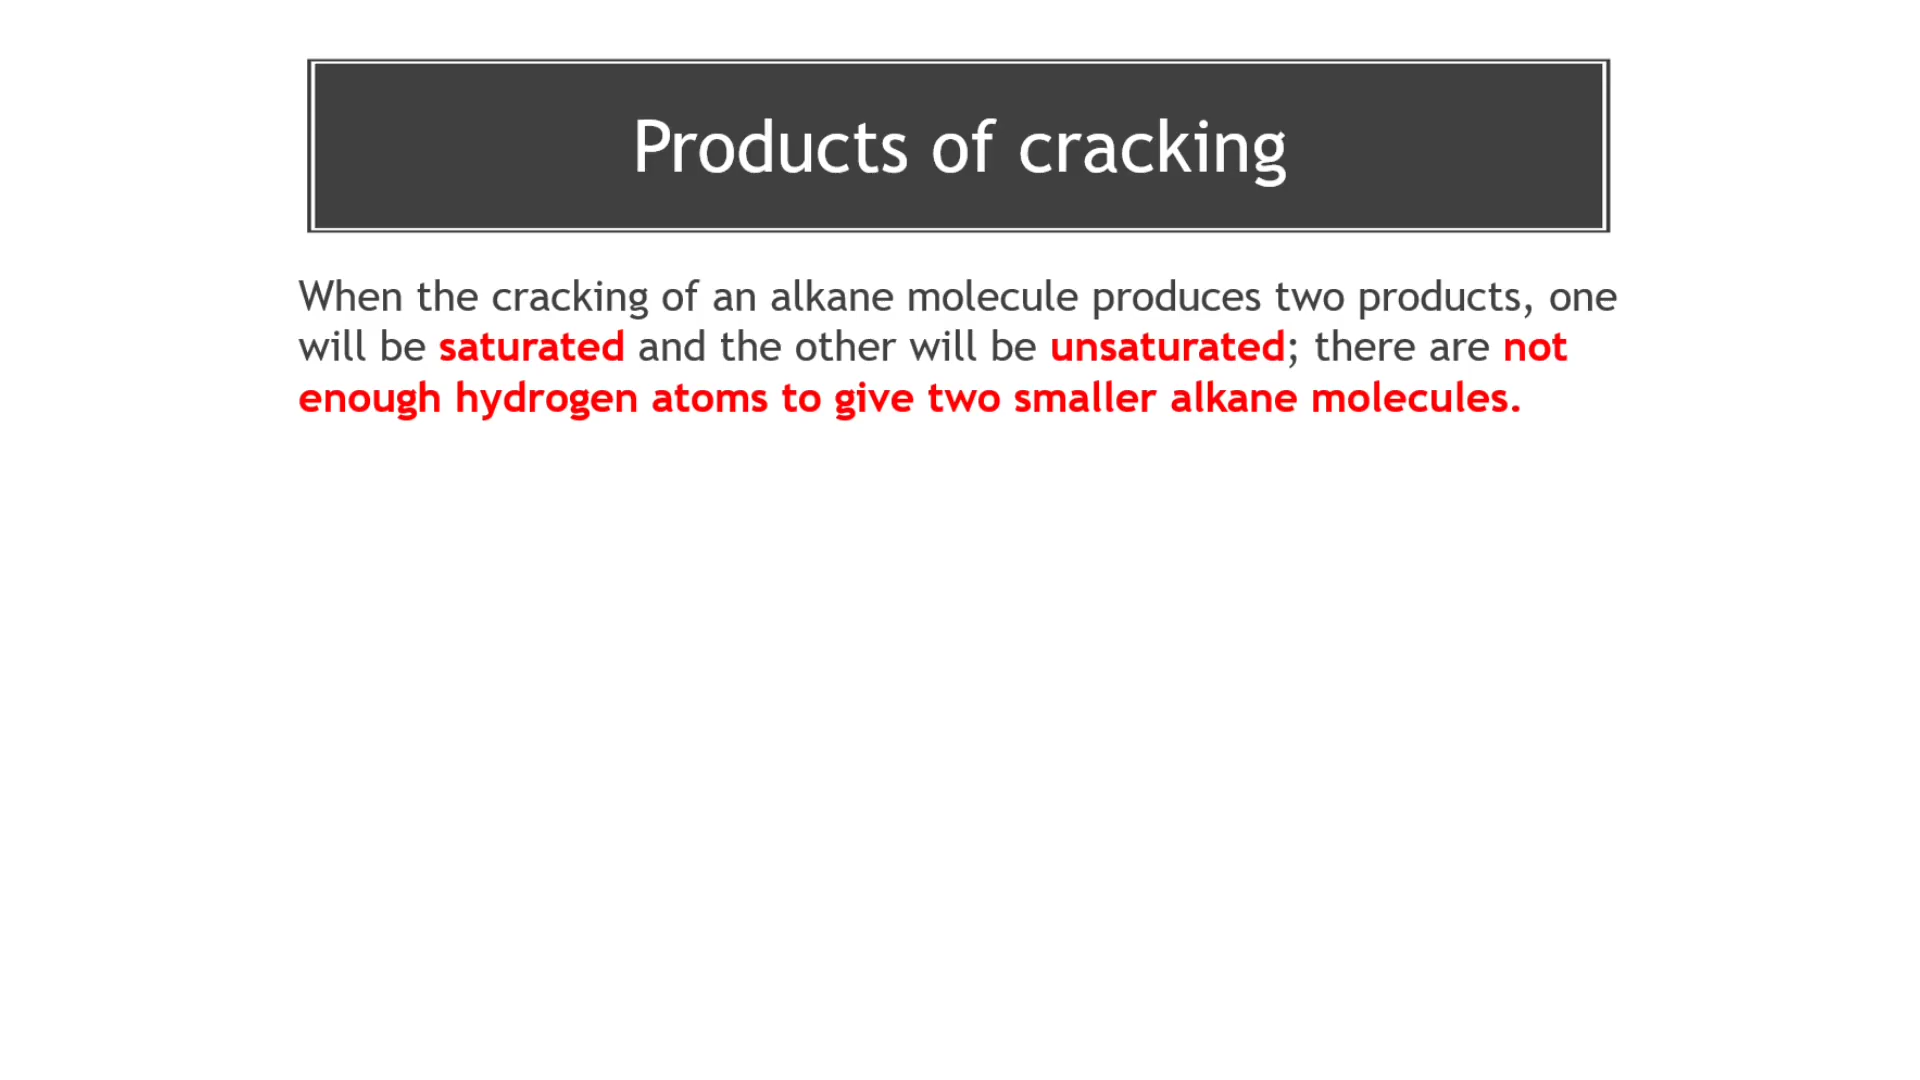 Products of cracking
When the cracking of an alkane molecule produces two products, one
will be saturated and the other will be unsaturated; there are not
enough hydrogen atoms to give two smaller alkane molecules.